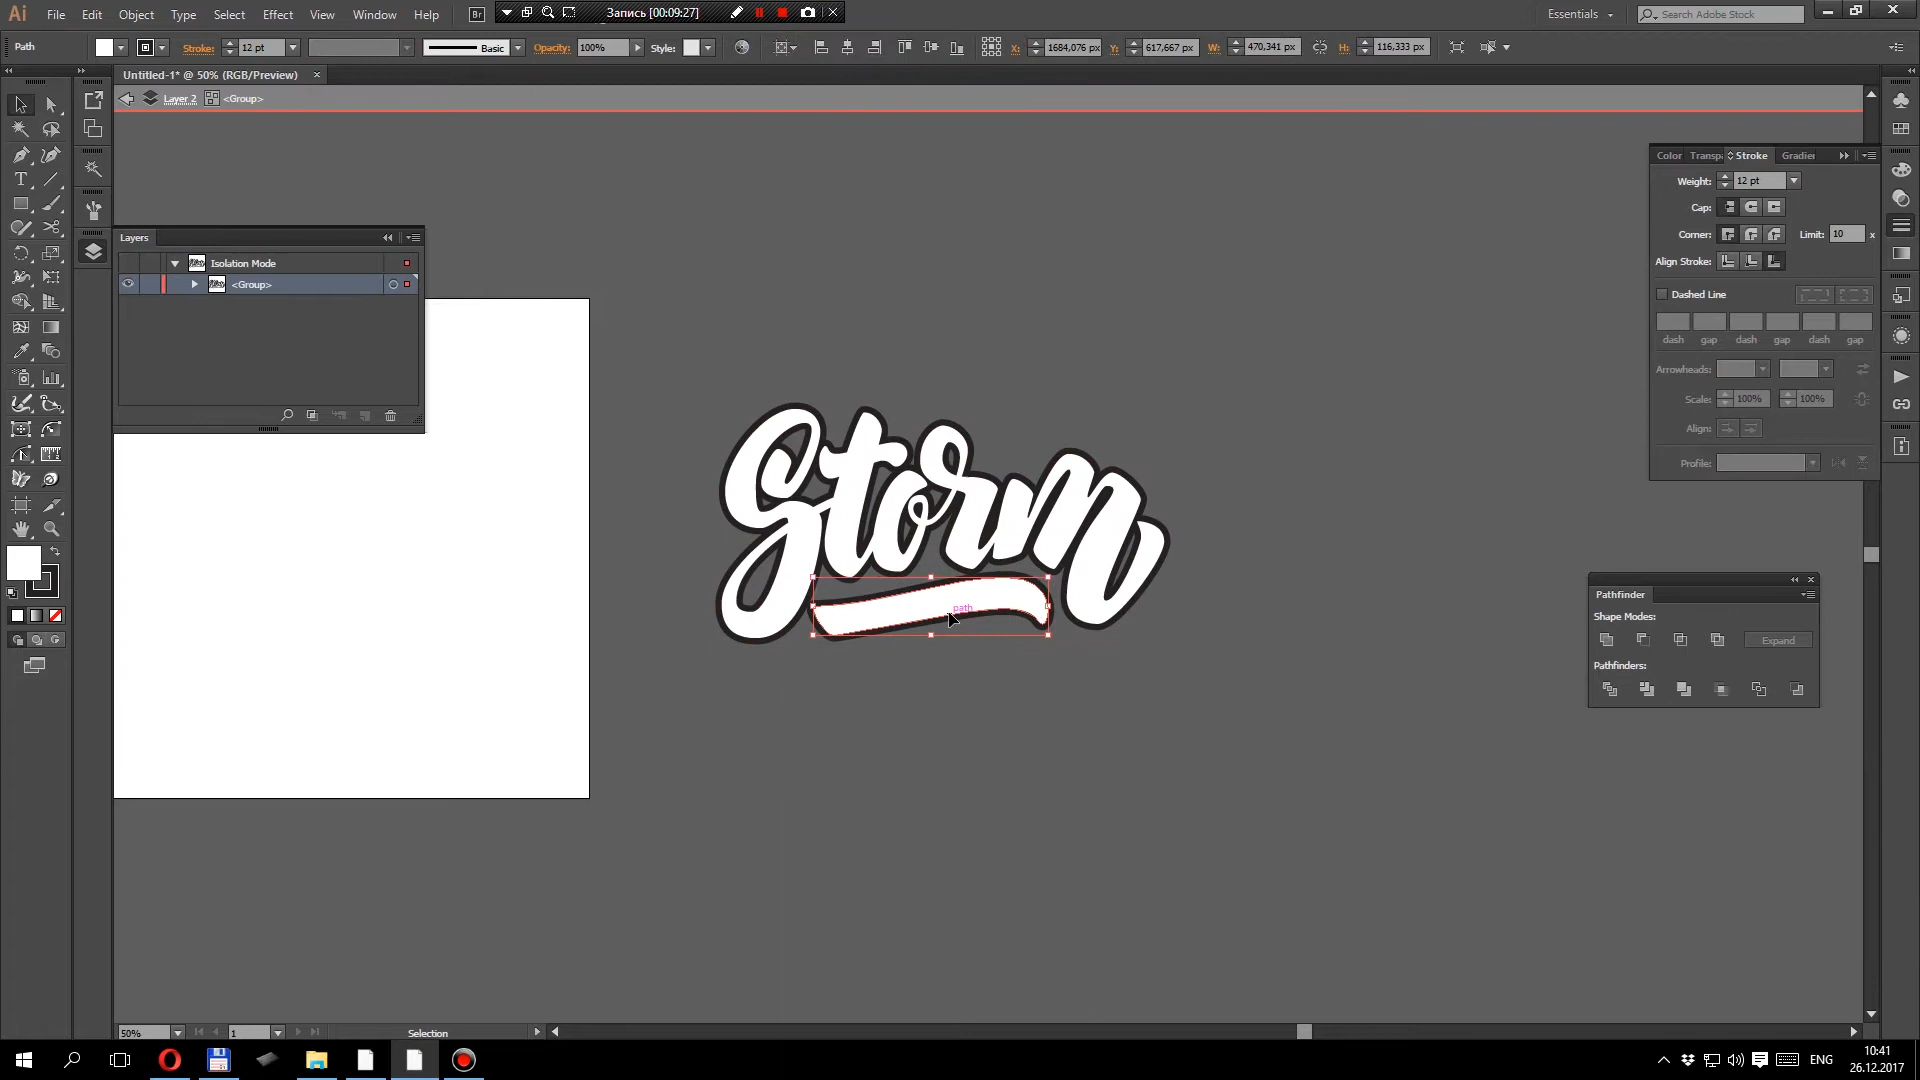 Ai File Edit Object Type Select Effect View Window Help Br Запись [00:09:27] Essentials Search Adobe Stock
Path Stroke: 12 pt Basic Opacity: 100% Style: X: 1684,076 px Y: 617,667 px W: 470,341 px H: 116,333 px
Untitled-1* @ 50% (RGB/Preview)
Layer 2 <Group>
Layers
Isolation Mode
<Group>
Color Transp Stroke Gradie
Weight: 12 pt
Cap:
Corner: Limit: 10 x
Align Stroke:
Dashed Line
dash gap dash gap dash gap
Arrowheads:
Scale: 100% 100%
Align:
Profile:
Storm
path
Pathfinder
Shape Modes:
Expand
Pathfinders:
50% 1 Selection
ENG 10:41
26.12.2017